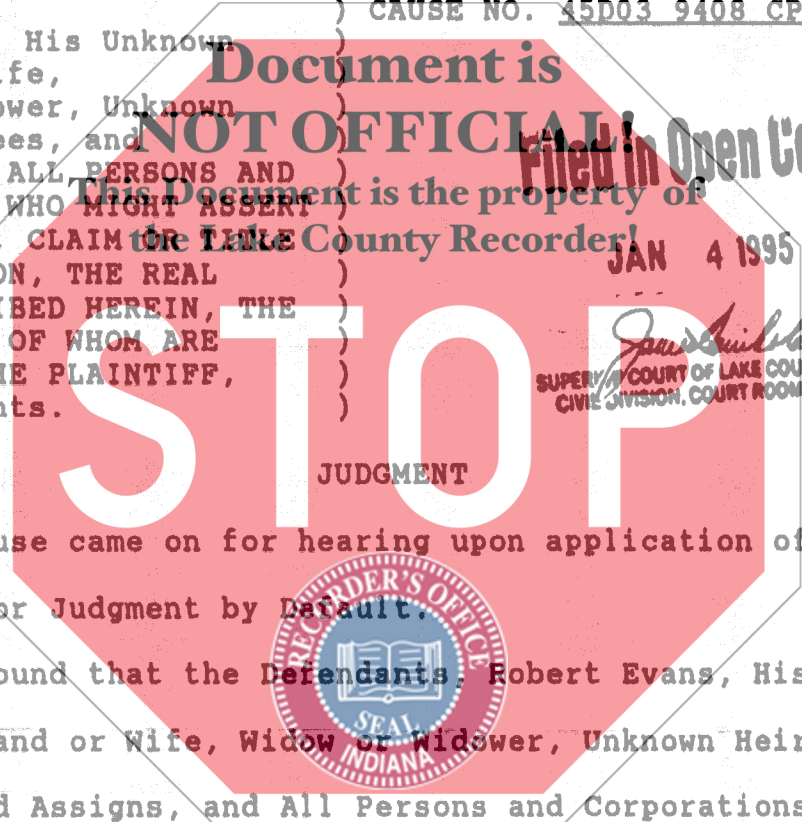 ) CAUSE NO. 45D03 9408 CP
His Unknown )
ife, )
ower, Unknown )
ees, and )
ALL PERSONS AND )
WHO MIGHT ASSERT )
CLAIM OR )
ON, THE REAL )
IBED HEREIN, THE )
OF WHOM ARE )
HE PLAINTIFF, )
nts. )
Document is
NOT OFFICIAL!
This Document is the property of
the Lake County Recorder!
Filed in Open Co
JAN 4 1995
SUPERIOR COURT OF LAKE COU
CIVIL DIVISION, COURT ROOM
STOP
JUDGMENT
use came on for hearing upon application of
or Judgment by Default.
ound that the Defendants, Robert Evans, His
and or Wife, Widow or Widower, Unknown Heir
d Assigns, and All Persons and Corporations
RECORDER'S OFFICE
SEAL
INDIANA